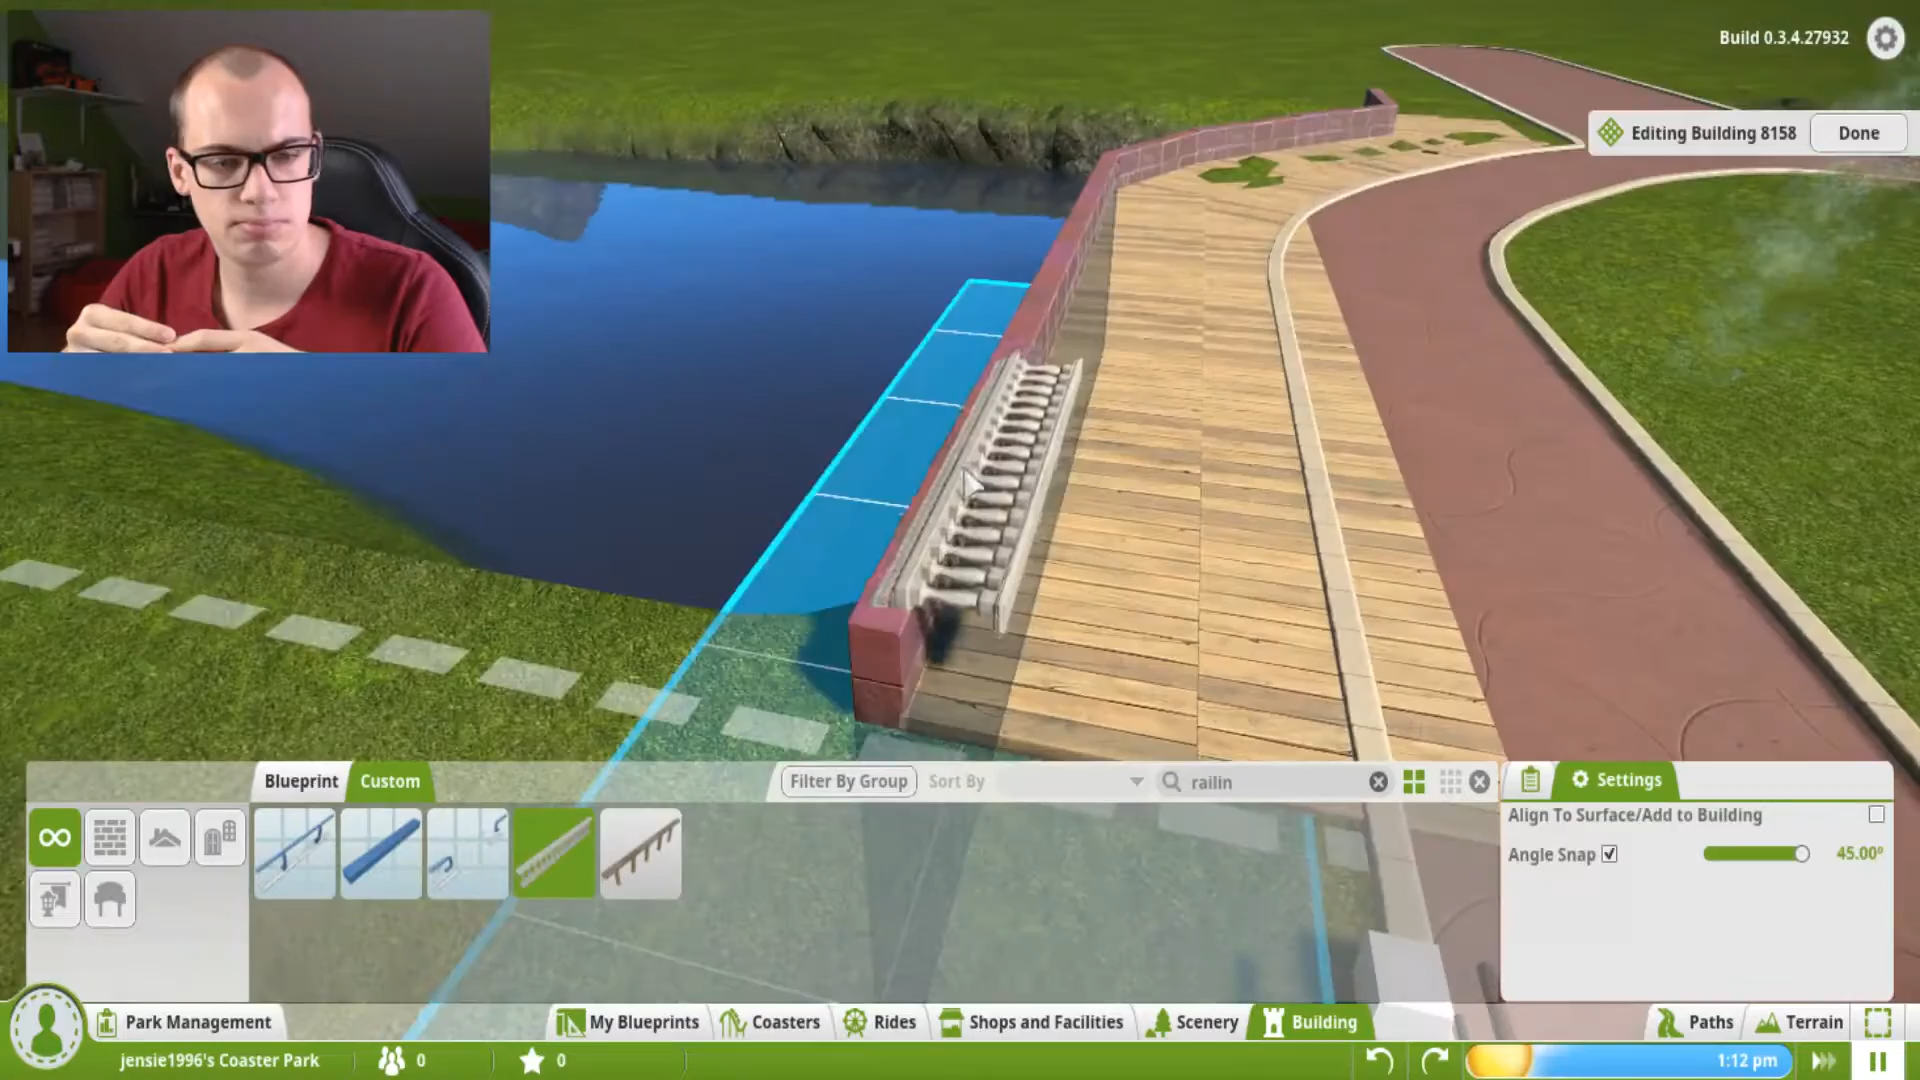 Build 0.3.4.27932
Editing Building 8158 Done
Blueprint Custom Filter By Group Sort By railin
Settings
Align To Surface/Add to Building
Angle Snap 45.00°
Park Management My Blueprints Coasters Rides Shops and Facilities Scenery Building Paths Terrain
jensie1996's Coaster Park 0 0 1:12 pm